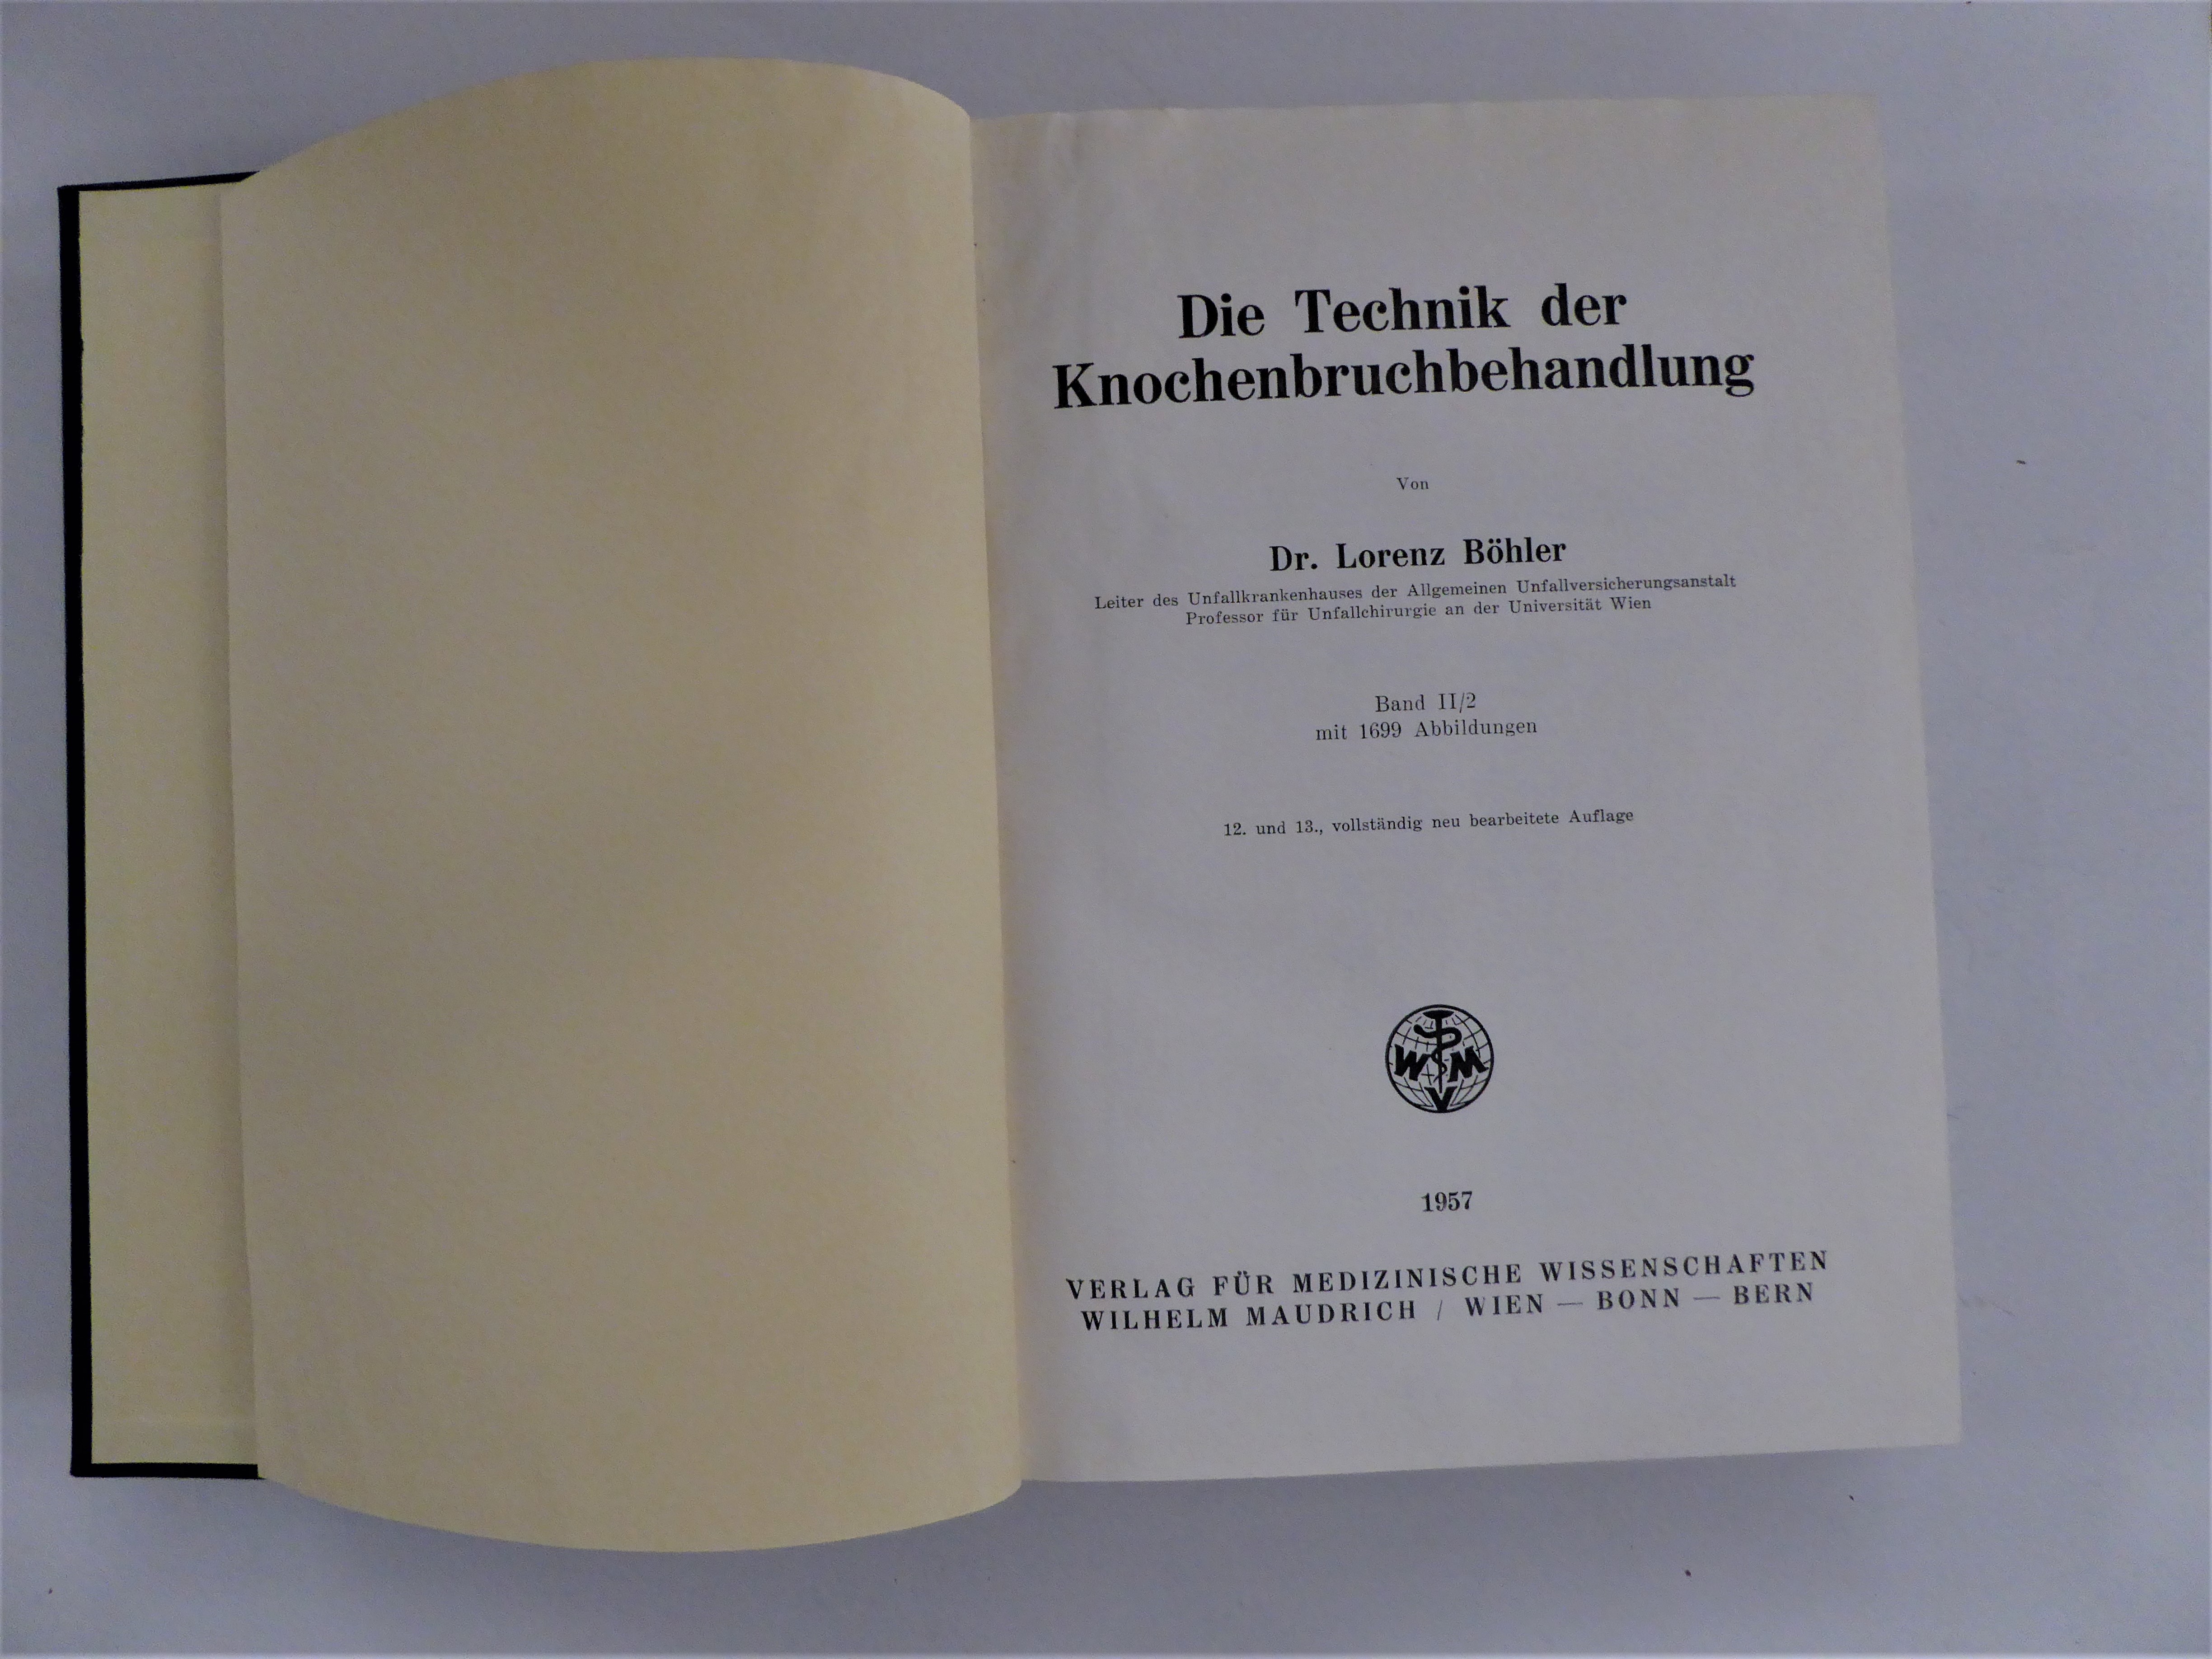 Die Technik der
Knochenbruchbehandlung
Von
Dr. Lorenz Böhler
Leiter des Unfallkrankenhauses der Allgemeinen Unfallversicherungsanstalt
Professor für Unfallchirurgie an der Universität Wien
Band II/2
mit 1699 Abbildungen
12. und 13., vollständig neu bearbeitete Auflage
W M
V
1957
VERLAG FÜR MEDIZINISCHE WISSENSCHAFTEN
WILHELM MAUDRICH / WIEN — BONN — BERN